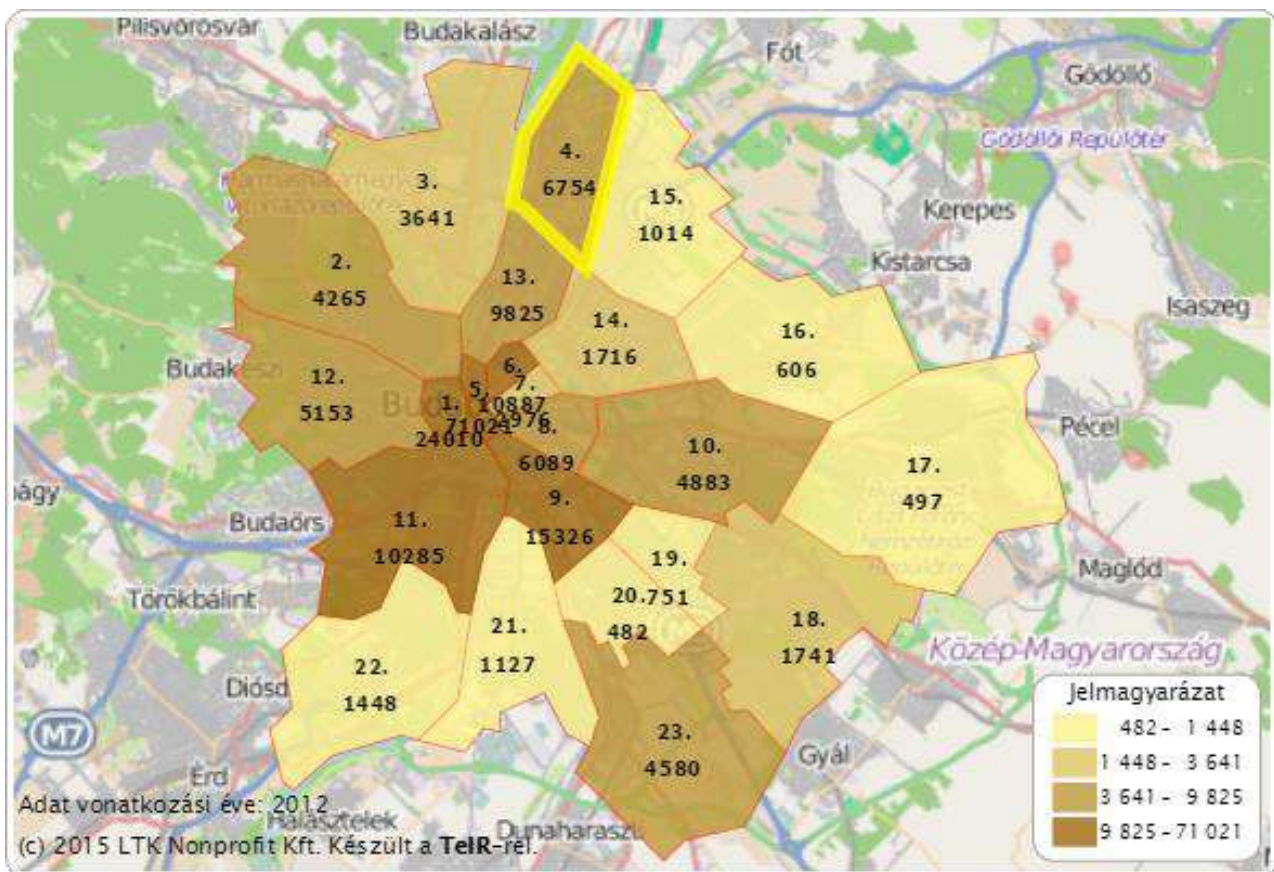 Pilisvörösvár
Budakalász
Fót
Gödöllő
Gödöllői Repülőtér
4.
6754
3.
3641
15.
1014
Kerepes
Kistarcsa
Isaszeg
2.
4265
13.
9825
14.
1716
16.
606
Budakeszi
12.
5153
6.
10887
7.
5.
71021
1.
24010
8.
6089
10.
4883
Pécel
17.
497
9.
15326
Budaörs
11.
10285
19.
751
20.
482
Maglód
Törökbálint
21.
1127
18.
1741
Közép-Magyarország
Diósd
22.
1448
M7
23.
4580
Gyál
Érd
Jelmagyarázat
482 - 1 448
1 448 - 3 641
3 641 - 9 825
9 825 - 71 021
Adat vonatkozási éve: 2012
Halásztelek
Dunaharaszti
(c) 2015 LTK Nonprofit Kft. Készült a TeIR-rel.